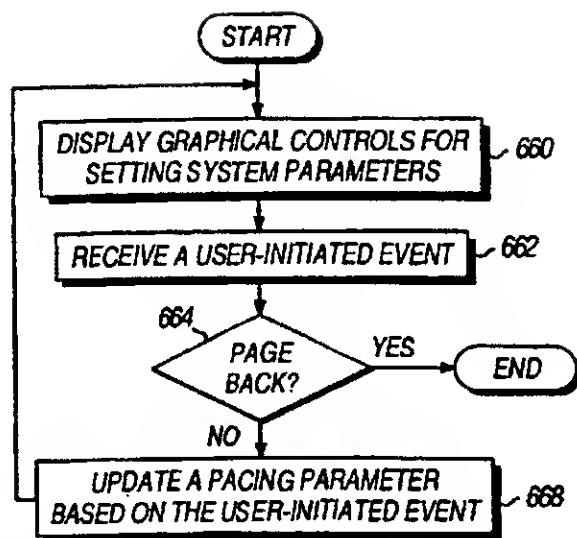 START
DISPLAY GRAPHICAL CONTROLS FOR
SETTING SYSTEM PARAMETERS
660
RECEIVE A USER-INITIATED EVENT
662
664
PAGE
BACK?
YES
END
NO
UPDATE A PACING PARAMETER
BASED ON THE USER-INITIATED EVENT
668